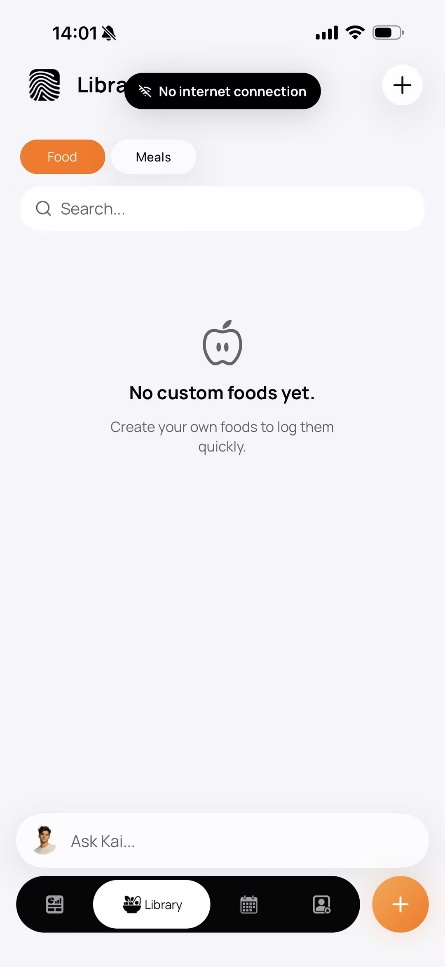 14:01
Libra
No internet connection
Food
Meals
Search...
No custom foods yet.
Create your own foods to log them
quickly.
Ask Kai...
Library